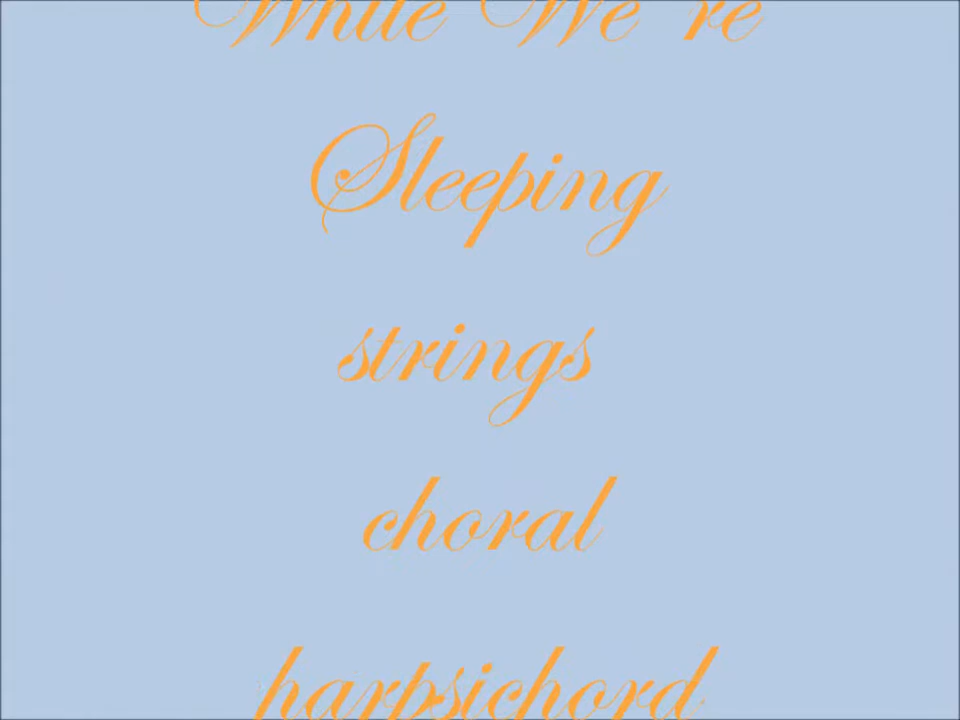 While We re
Sleeping
strings
choral
harpsichord